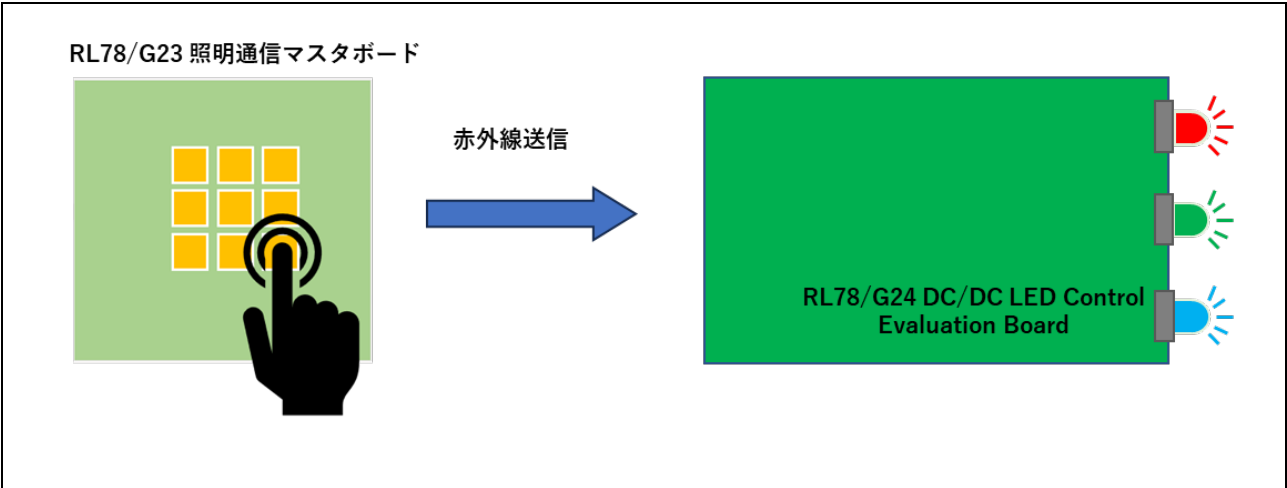 RL78/G23 照明通信マスタボード
赤外線送信
RL78/G24 DC/DC LED Control
Evaluation Board